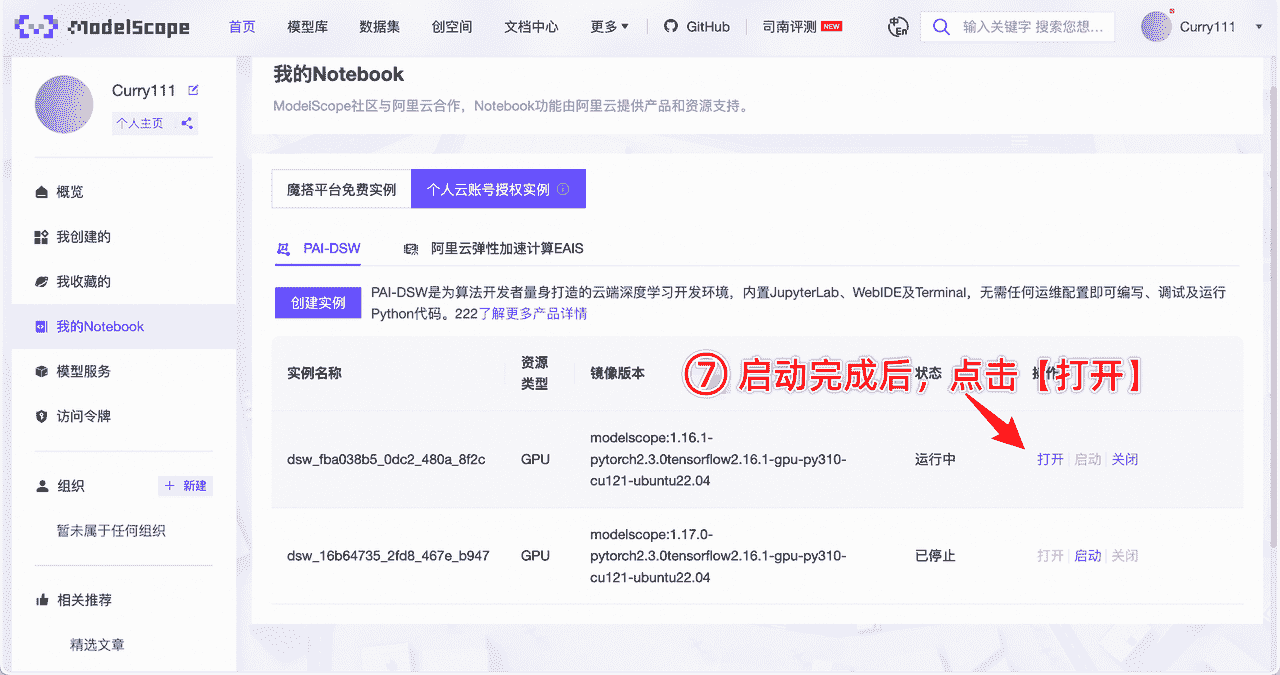 ModelScope 首页 模型库 数据集 创空间 文档中心 更多 GitHub 司南评测 NEW 中 En 输入关键字 搜索您想... Curry111
Curry111
个人主页
概览
我创建的
我收藏的
我的Notebook
模型服务
访问令牌
组织 + 新建
暂未属于任何组织
相关推荐
精选文章
我的Notebook
ModelScope社区与阿里云合作，Notebook功能由阿里云提供产品和资源支持。
魔搭平台免费实例 个人云账号授权实例
PAI-DSW 阿里云弹性加速计算EAIS
创建实例
PAI-DSW是为算法开发者量身打造的云端深度学习开发环境，内置JupyterLab、WebIDE及Terminal，无需任何运维配置即可编写、调试及运行
Python代码。222了解更多产品详情
实例名称 资源 镜像版本 状态 操作
类型
⑦ 启动完成后，点击【打开】
modelscope:1.16.1-
dsw_fba038b5_0dc2_480a_8f2c GPU pytorch2.3.0tensorflow2.16.1-gpu-py310- 运行中 打开 启动 关闭
cu121-ubuntu22.04
modelscope:1.17.0-
dsw_16b64735_2fd8_467e_b947 GPU pytorch2.3.0tensorflow2.16.1-gpu-py310- 已停止 打开 启动 关闭
cu121-ubuntu22.04